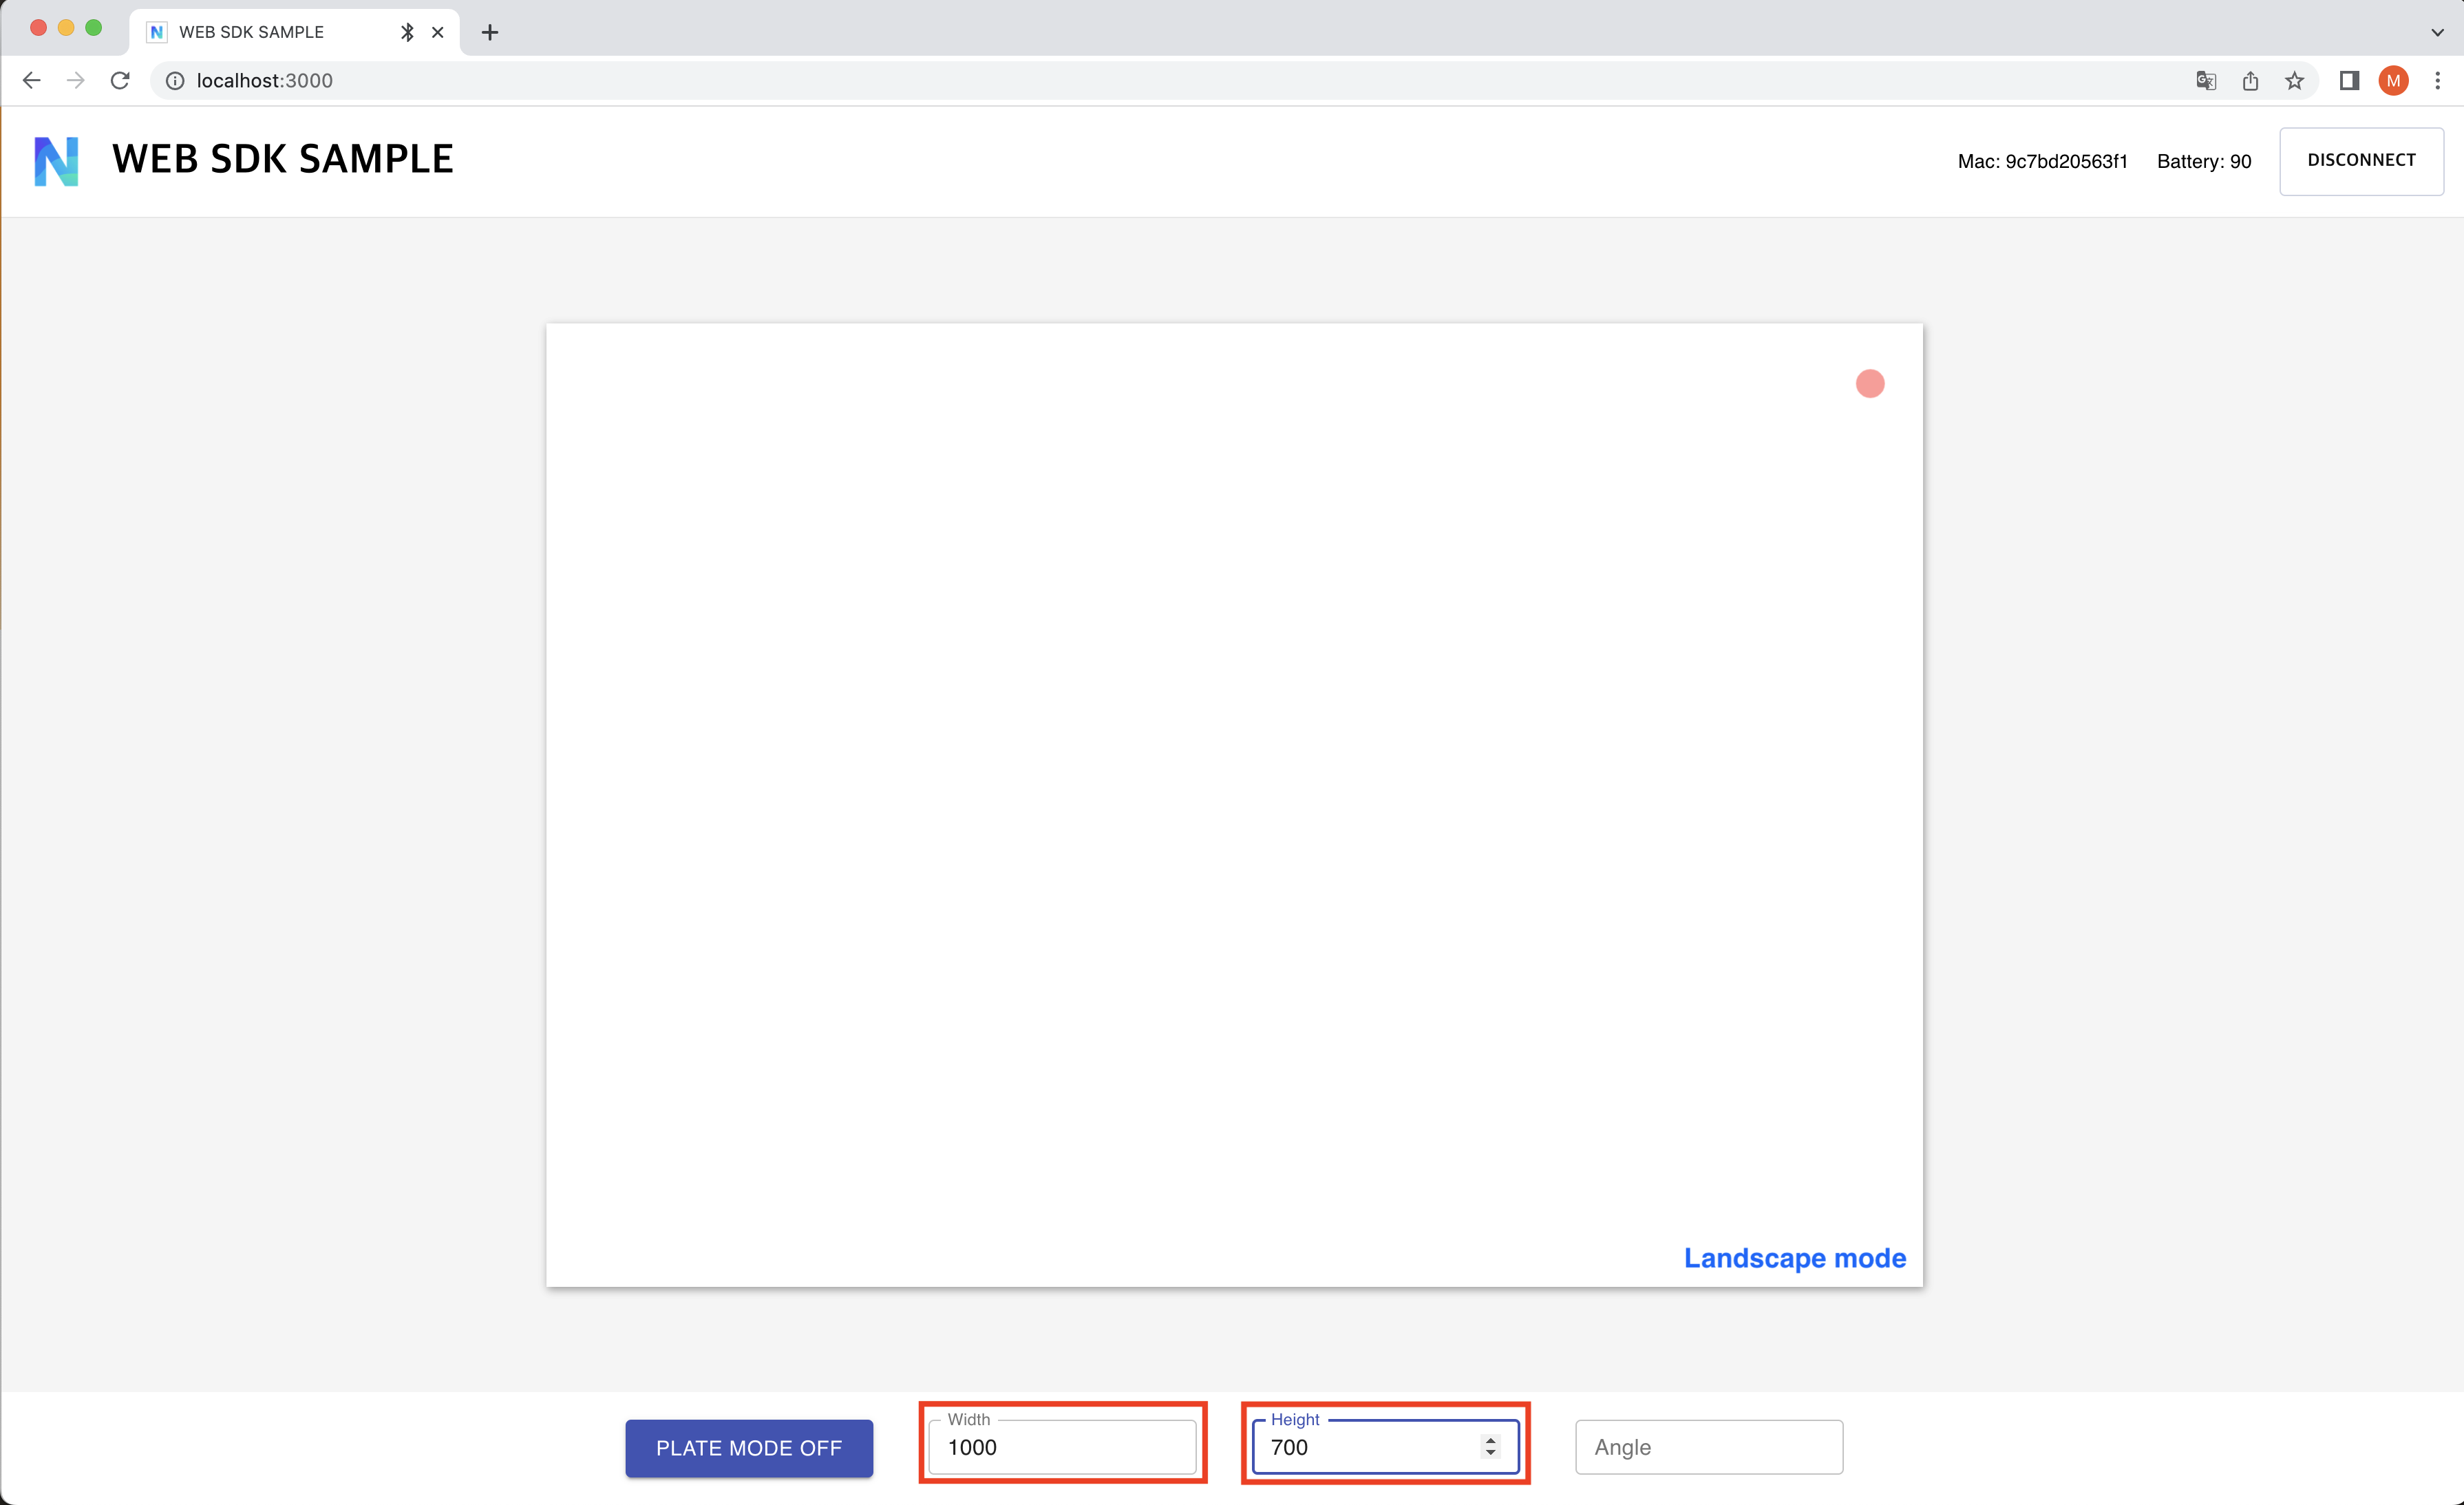 WEB SDK SAMPLE
localhost:3000
M
WEB SDK SAMPLE
Mac: 9c7bd20563f1
Battery: 90
DISCONNECT
Landscape mode
PLATE MODE OFF
Width
1000
Height
700
Angle